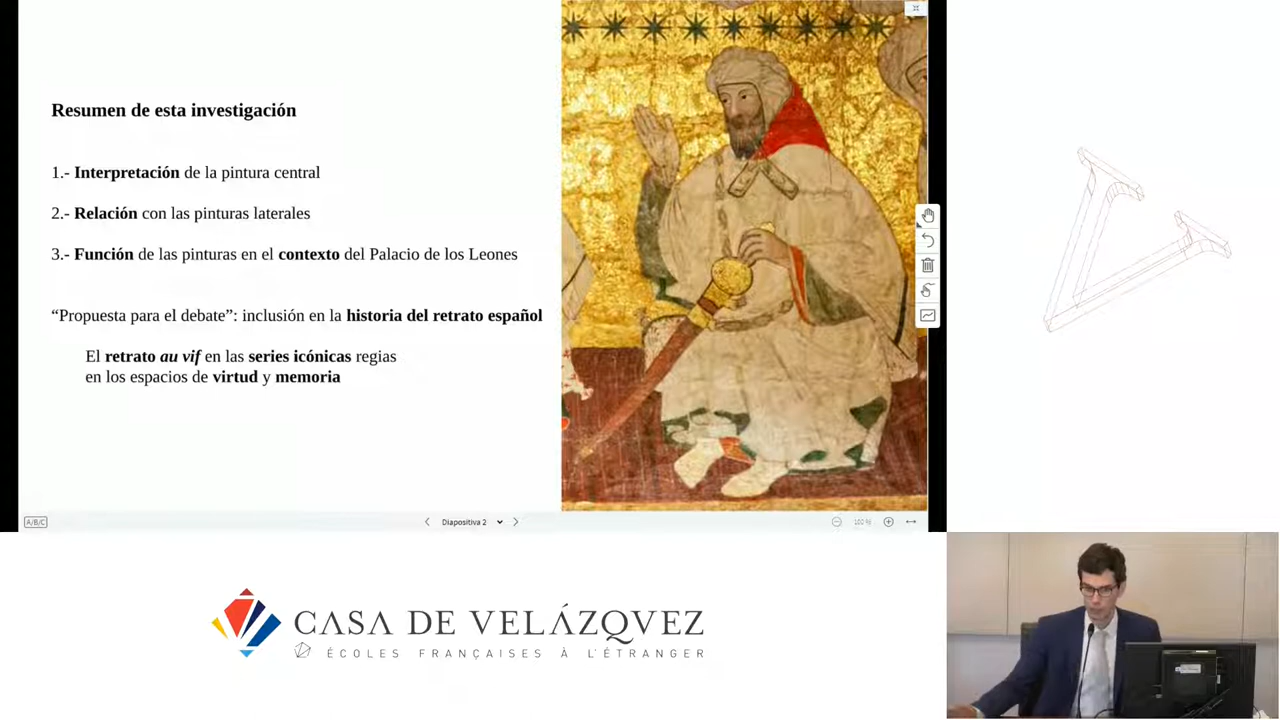 Resumen de esta investigación
1.- Interpretación de la pintura central
2.- Relación con las pinturas laterales
3.- Función de las pinturas en el contexto del Palacio de los Leones
“Propuesta para el debate”: inclusión en la historia del retrato español
El retrato au vif en las series icónicas regias
en los espacios de virtud y memoria
A/B/C
Diapositiva 2
100 %
CASA DE VELÁZQVEZ
ÉCOLES FRANÇAISES À L'ÉTRANGER